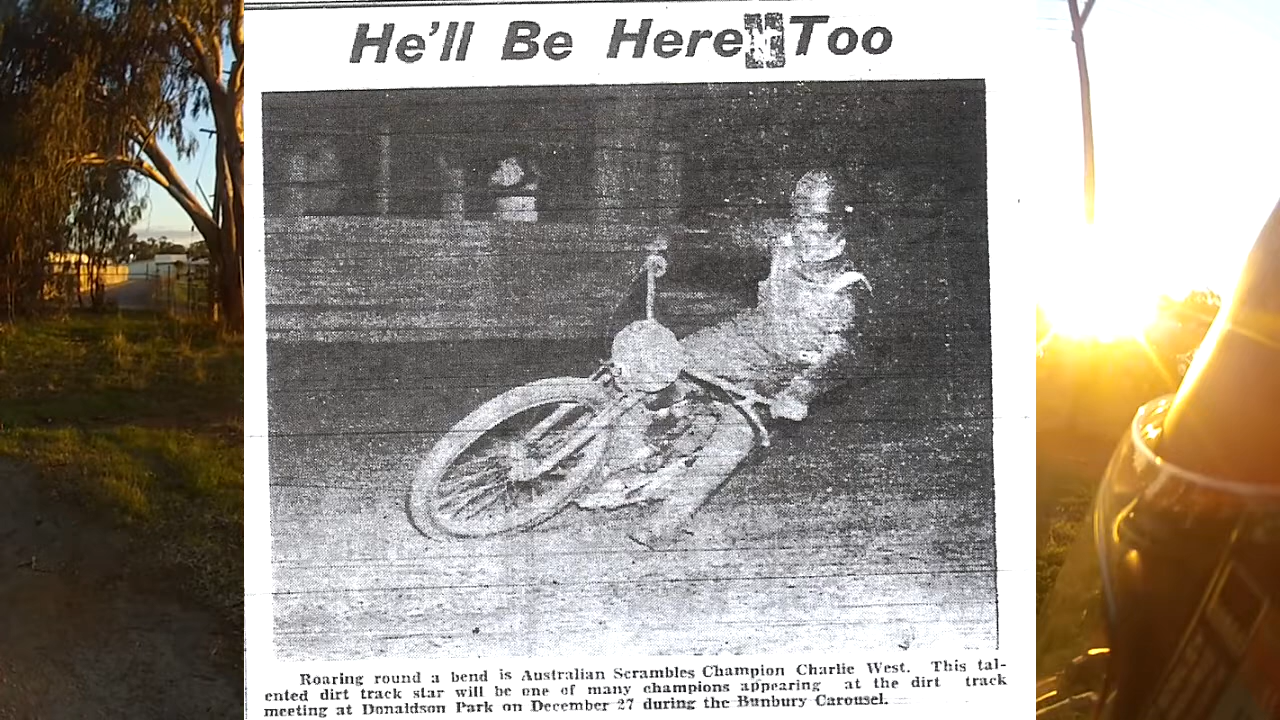 He'll Be Here Too
Roaring round a bend is Australian Scrambles Champion Charlie West. This tal-
ented dirt track star will be one of many champions appearing at the dirt track
meeting at Donaldson Park on December 27 during the Bunbury Carousel.